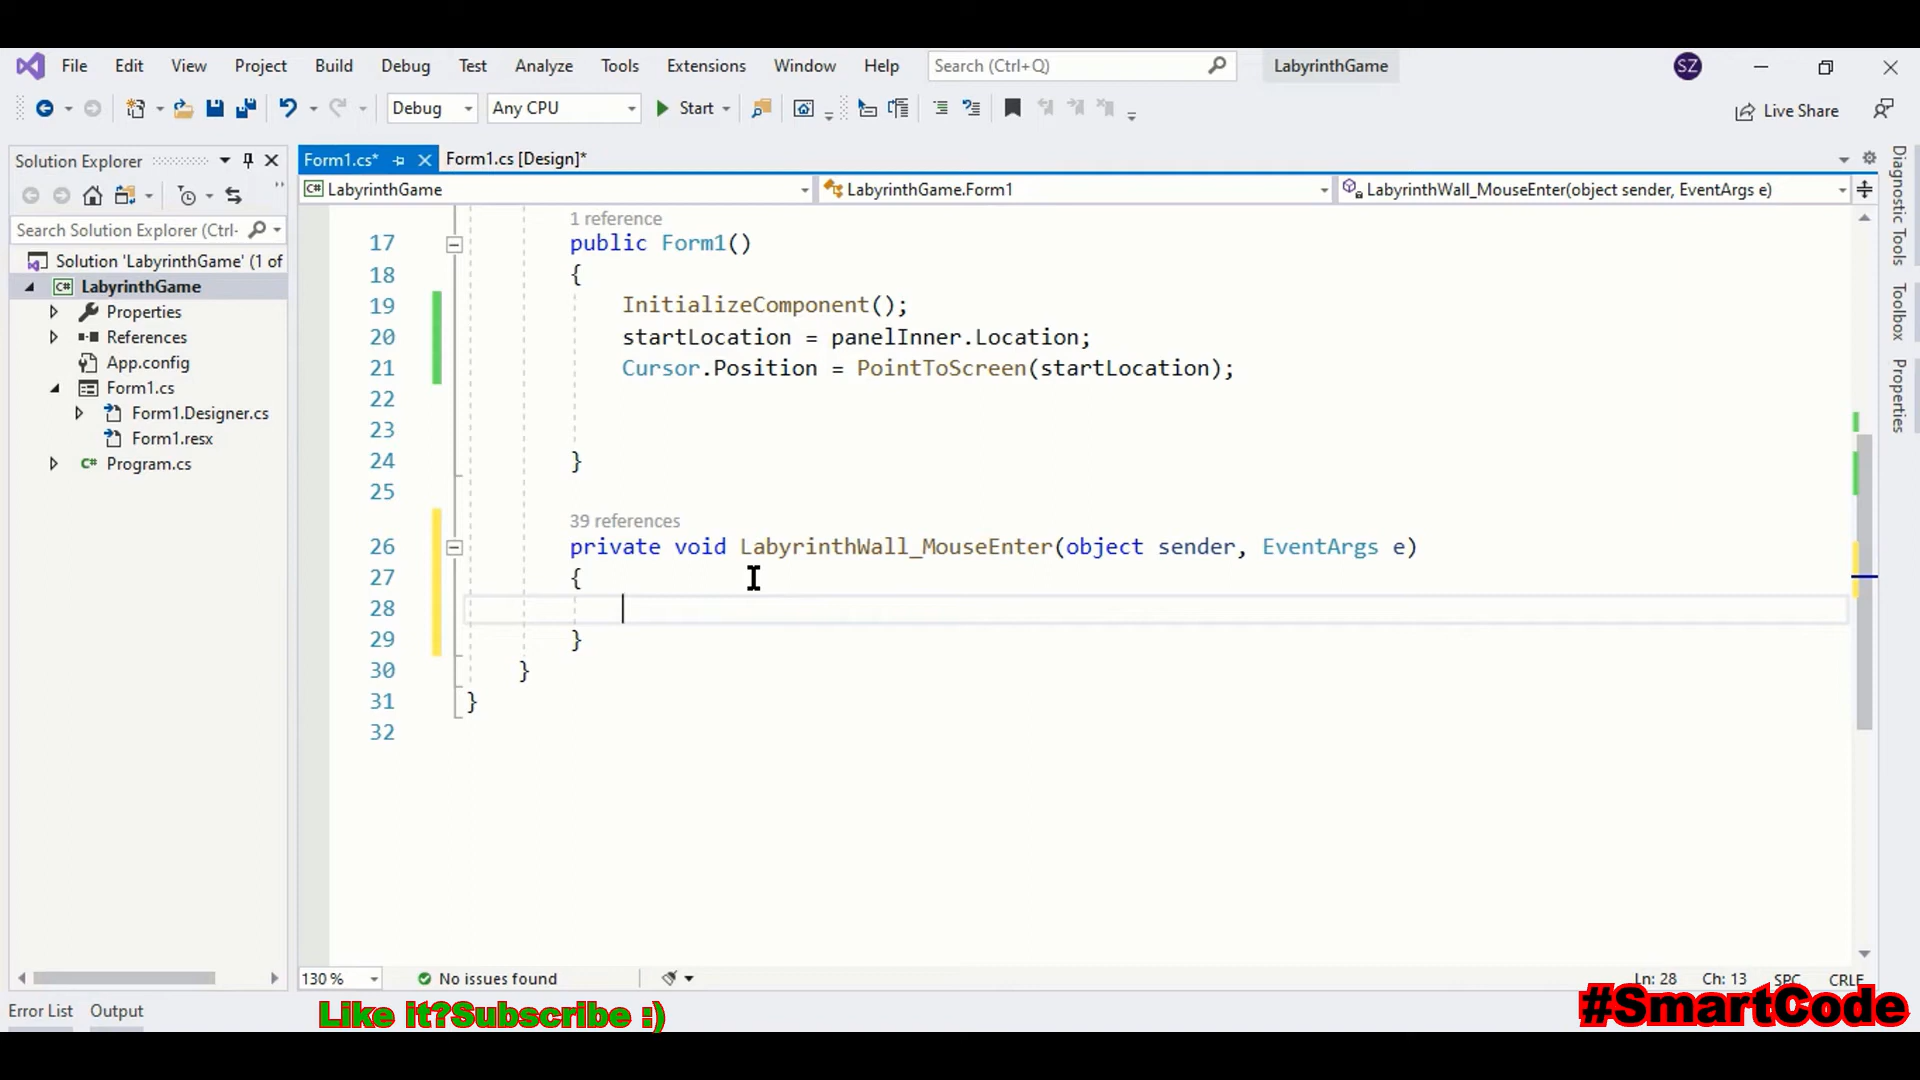 File Edit View Project Build Debug Test Analyze Tools Extensions Window Help Search (Ctrl+Q) LabyrinthGame SZ
Debug Any CPU Start Live Share
Solution Explorer
Search Solution Explorer (Ctrl-
Solution 'LabyrinthGame' (1 of
C# LabyrinthGame
Properties
References
App.config
Form1.cs
Form1.Designer.cs
Form1.resx
C# Program.cs
Form1.cs* Form1.cs [Design]*
C# LabyrinthGame LabyrinthGame.Form1 LabyrinthWall_MouseEnter(object sender, EventArgs e)
1 reference
17 public Form1()
18 {
19 InitializeComponent();
20 startLocation = panelInner.Location;
21 Cursor.Position = PointToScreen(startLocation);
22
23
24 }
25
39 references
26 private void LabyrinthWall_MouseEnter(object sender, EventArgs e)
27 {
28
29 }
30 }
31 }
32
130 % No issues found Ln: 28 Ch: 13 SPC CRLF
Diagnostic Tools
Toolbox
Properties
Error List Output
Like it?Subscribe :)
#SmartCode